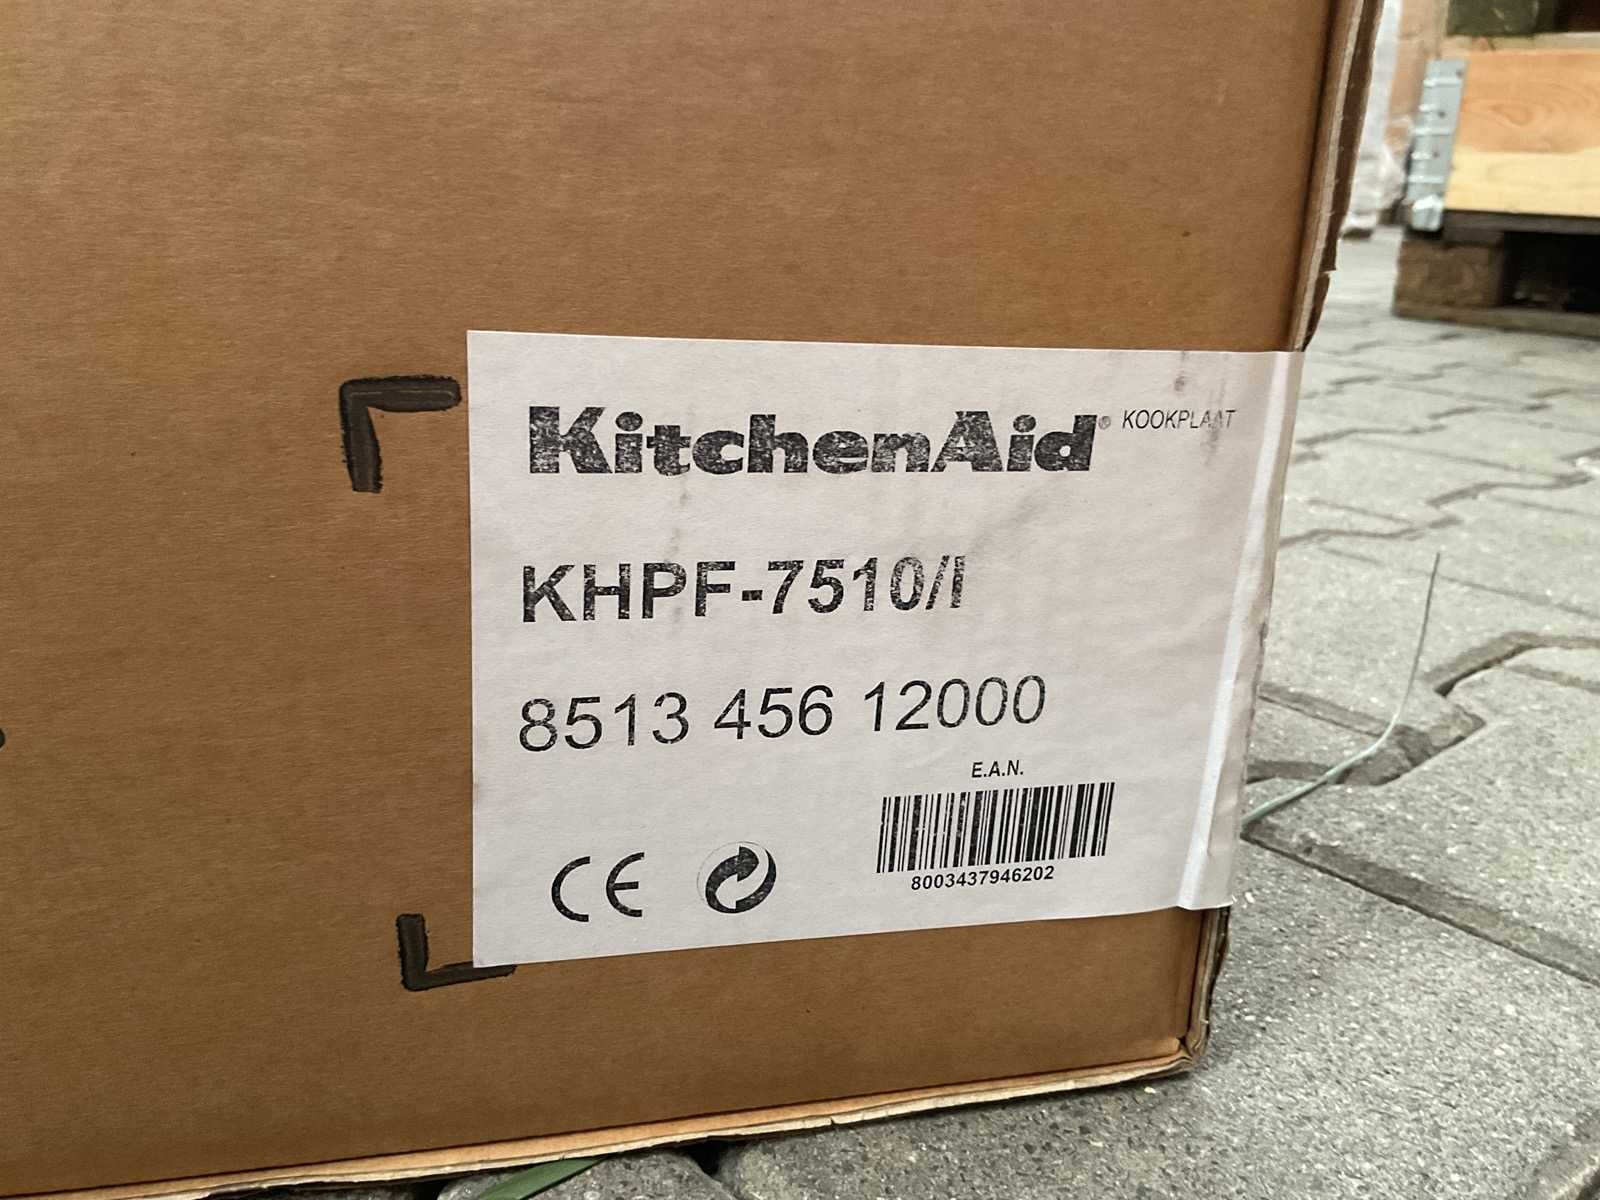 KitchenAid® KOOKPLAAT
KHPF-7510/I
8513 456 12000
E.A.N.
CE
8003437946202